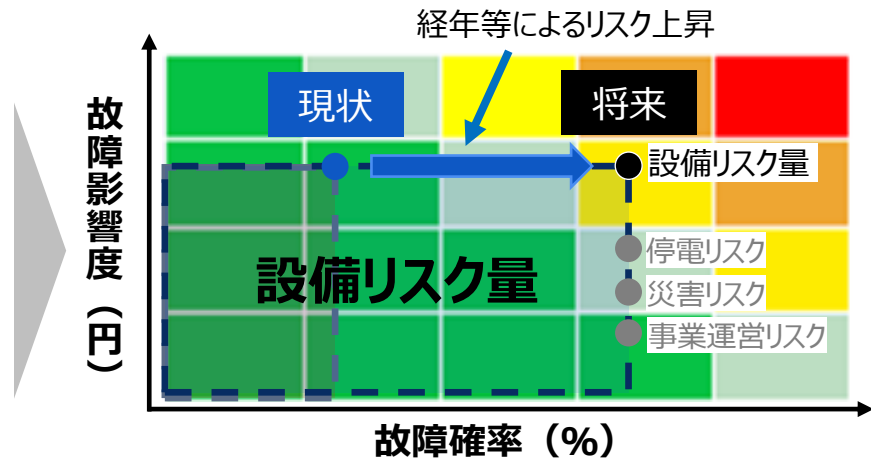 経年等によるリスク上昇
現状
将来
故障影響度（円）
設備リスク量
停電リスク
災害リスク
事業運営リスク
設備リスク量
故障確率（%）